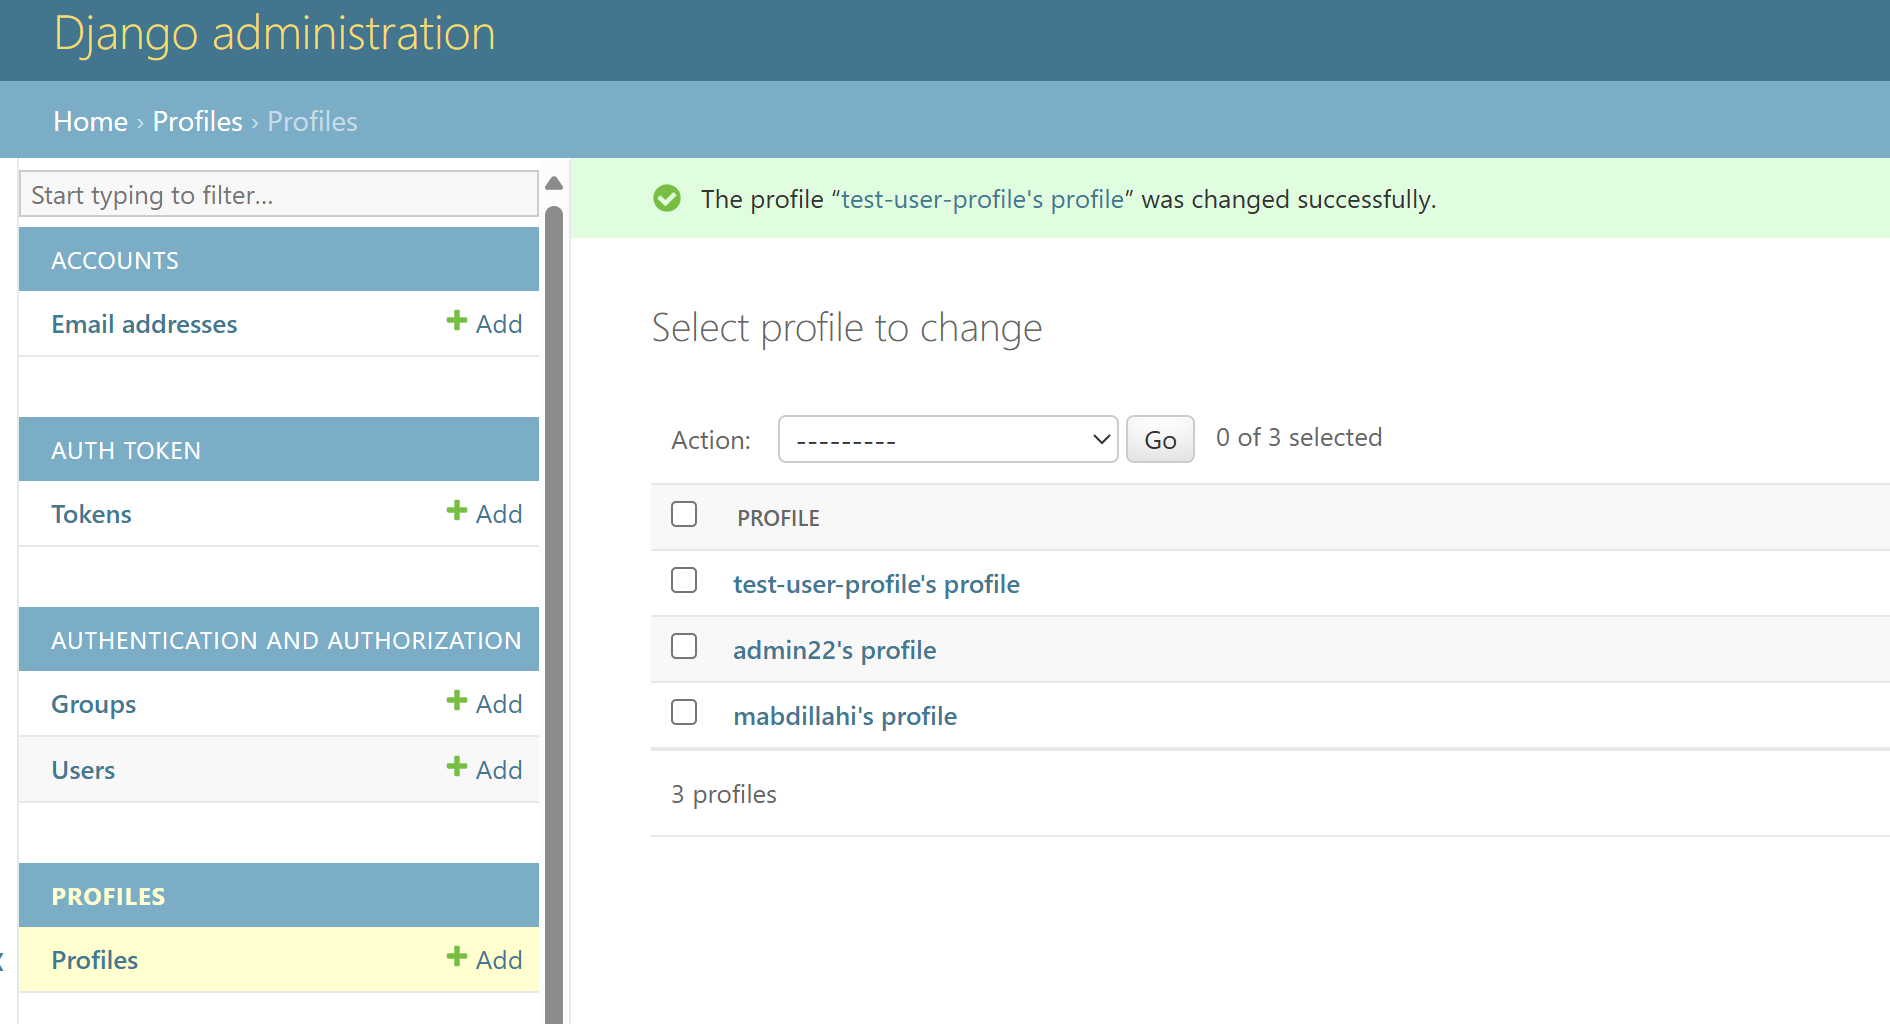 Django administration
Home › Profiles › Profiles
Start typing to filter...
ACCOUNTS
Email addresses Add
AUTH TOKEN
Tokens Add
AUTHENTICATION AND AUTHORIZATION
Groups Add
Users Add
PROFILES
Profiles Add
The profile “test-user-profile's profile” was changed successfully.
Select profile to change
Action: --------- Go 0 of 3 selected
PROFILE
test-user-profile's profile
admin22's profile
mabdillahi's profile
3 profiles